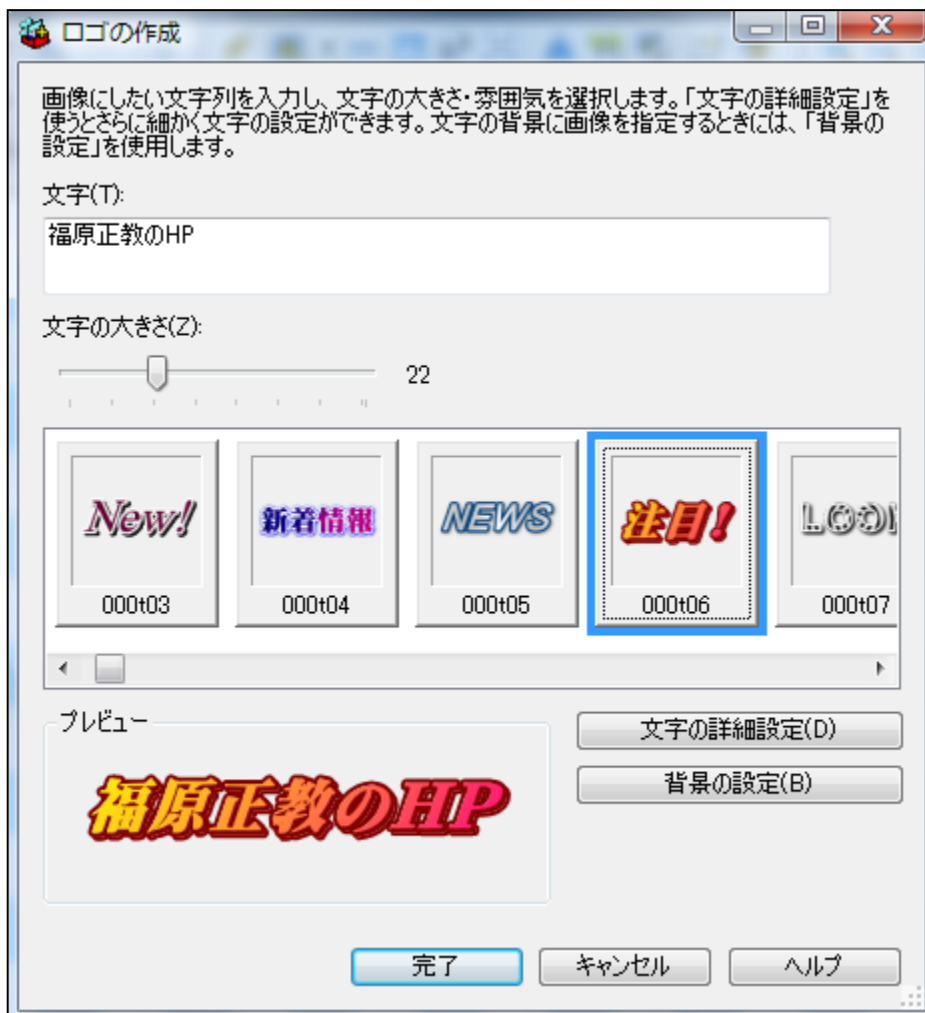 ロゴの作成
画像にしたい文字列を入力し、文字の大きさ・雰囲気を選択します。「文字の詳細設定」を
使うとさらに細かく文字の設定ができます。文字の背景に画像を指定するときには、「背景の
設定」を使用します。
文字(T):
福原正教のHP
文字の大きさ(Z):
22
New! 新着情報 NEWS 注目!
000t03 000t04 000t05 000t06 000t07
プレビュー
文字の詳細設定(D)
背景の設定(B)
福原正教のHP
完了 キャンセル ヘルプ